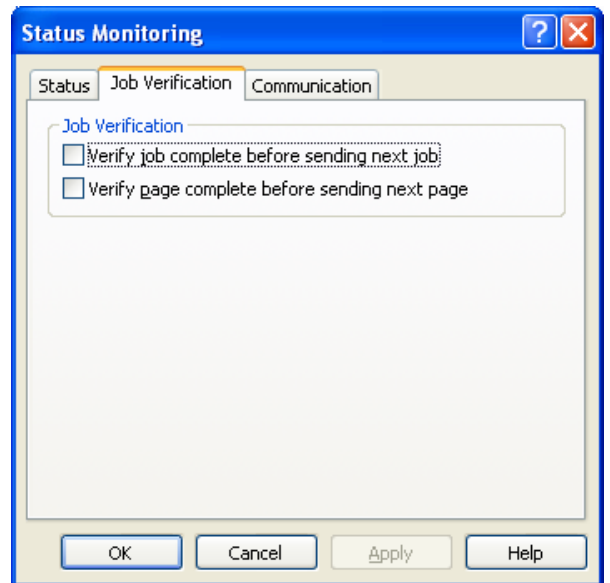 Status Monitoring
Status Job Verification Communication
Job Verification
Verify job complete before sending next job
Verify page complete before sending next page
OK Cancel Apply Help